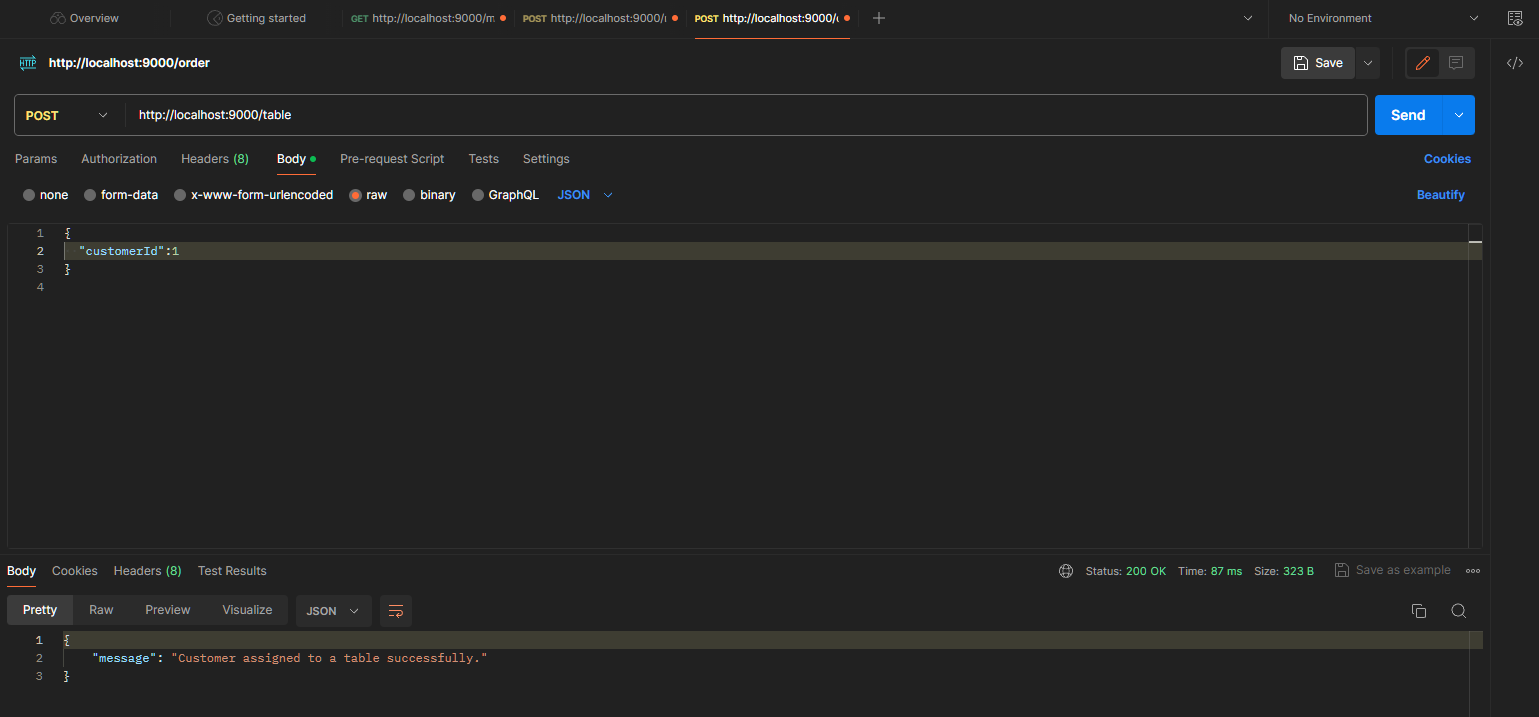 Overview
Getting started
GET http://localhost:9000/m
POST http://localhost:9000/
POST http://localhost:9000/
No Environment
HTTP http://localhost:9000/order
Save
POST http://localhost:9000/table
Send
Params Authorization Headers (8) Body Pre-request Script Tests Settings Cookies
none form-data x-www-form-urlencoded raw binary GraphQL JSON Beautify
1 {
2 "customerId":1
3 }
4
Body Cookies Headers (8) Test Results Status: 200 OK Time: 87 ms Size: 323 B Save as example
Pretty Raw Preview Visualize JSON
1 {
2 "message": "Customer assigned to a table successfully."
3 }